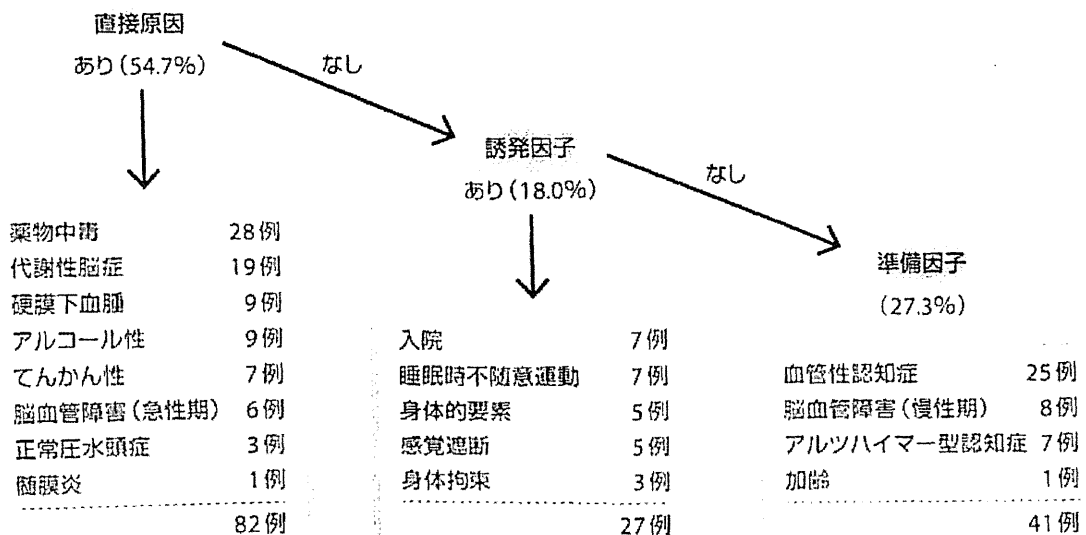 直接原因
あり(54.7%)
なし
誘発因子
あり(18.0%)
なし
準備因子
(27.3%)
薬物中毒 28例
代謝性脳症 19例
硬膜下血腫 9例
アルコール性 9例
てんかん性 7例
脳血管障害(急性期) 6例
正常圧水頭症 3例
髄膜炎 1例
82例
入院 7例
睡眠時不随意運動 7例
身体的要素 5例
感覚遮断 5例
身体拘束 3例
27例
血管性認知症 25例
脳血管障害(慢性期) 8例
アルツハイマー型認知症 7例
加齢 1例
41例